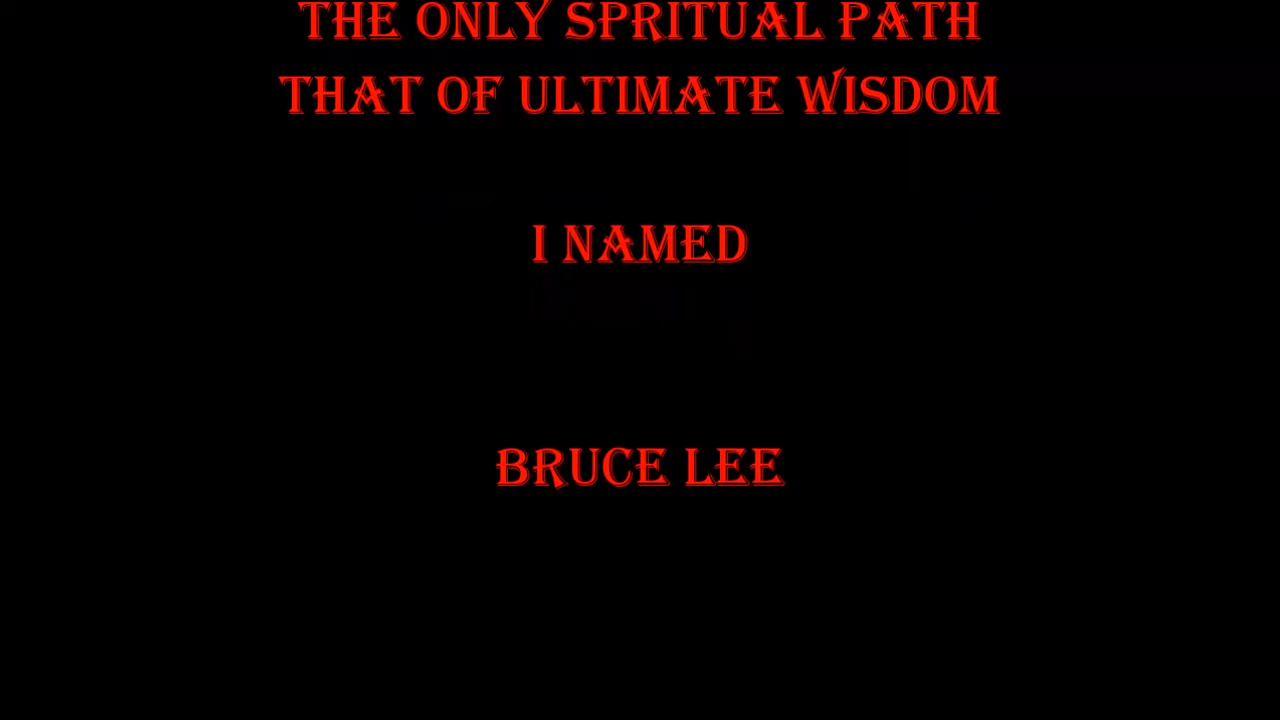 THE ONLY SPRITUAL PATH
THAT OF ULTIMATE WISDOM
I NAMED
BRUCE LEE